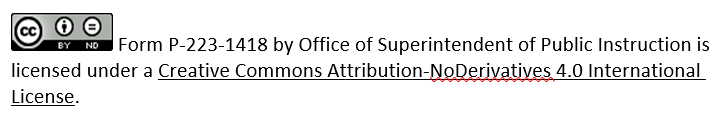 cc BY ND Form P-223-1418 by Office of Superintendent of Public Instruction is
licensed under a Creative Commons Attribution-NoDerivatives 4.0 International
License.